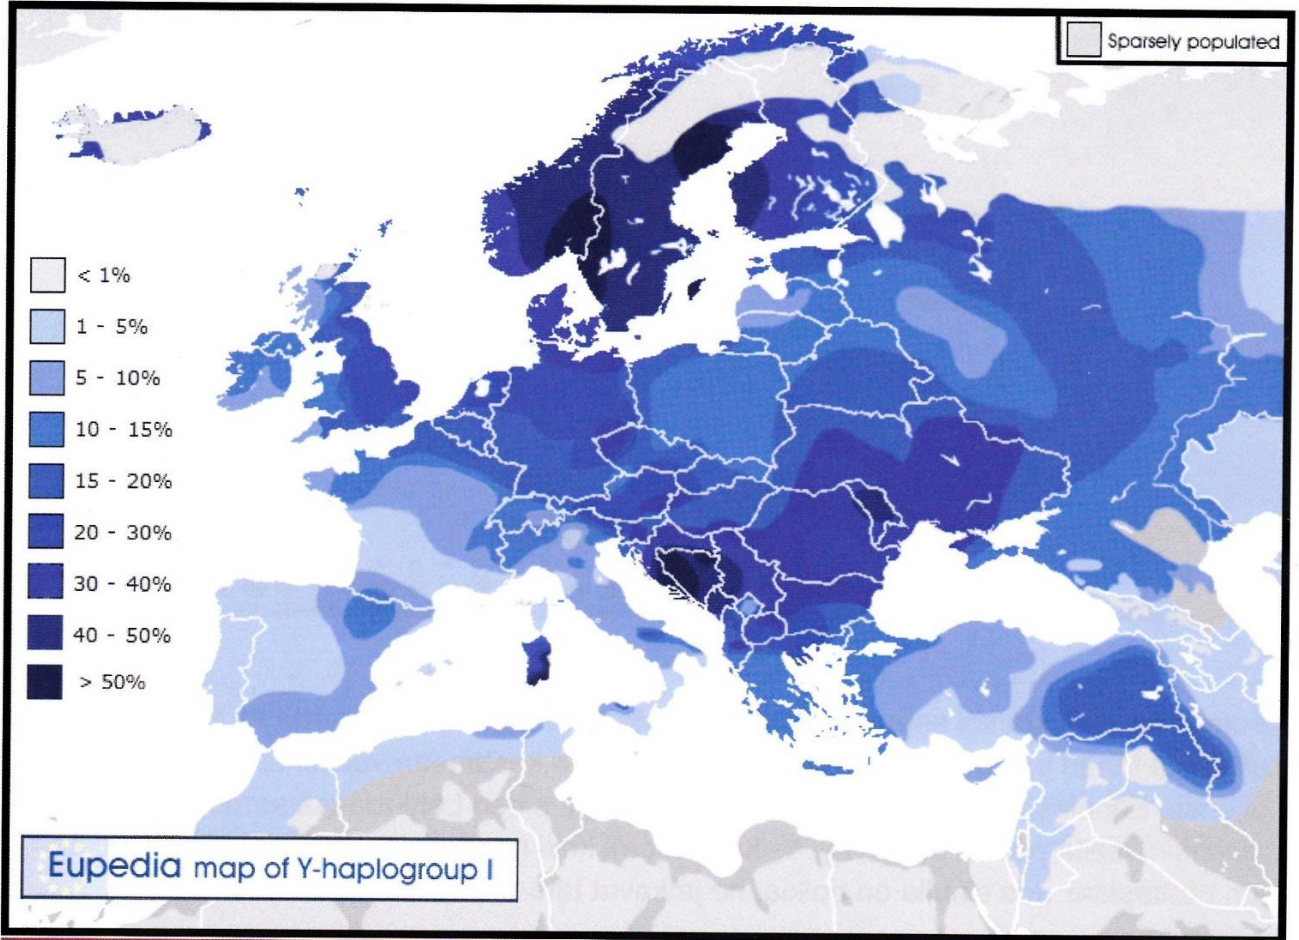 Sparsely populated
< 1%
1 - 5%
5 - 10%
10 - 15%
15 - 20%
20 - 30%
30 - 40%
40 - 50%
> 50%
Eupedia map of Y-haplogroup I